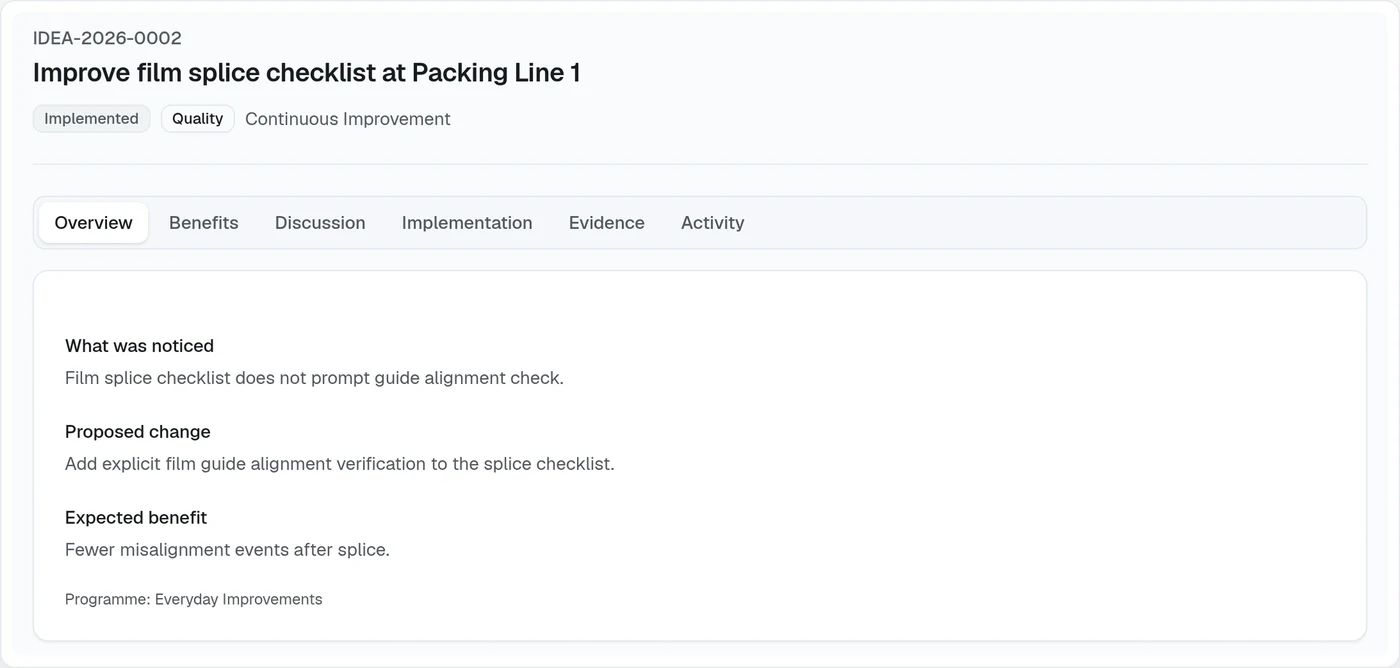 IDEA-2026-0002
Improve film splice checklist at Packing Line 1
Implemented Quality Continuous Improvement
Overview Benefits Discussion Implementation Evidence Activity
What was noticed
Film splice checklist does not prompt guide alignment check.
Proposed change
Add explicit film guide alignment verification to the splice checklist.
Expected benefit
Fewer misalignment events after splice.
Programme: Everyday Improvements